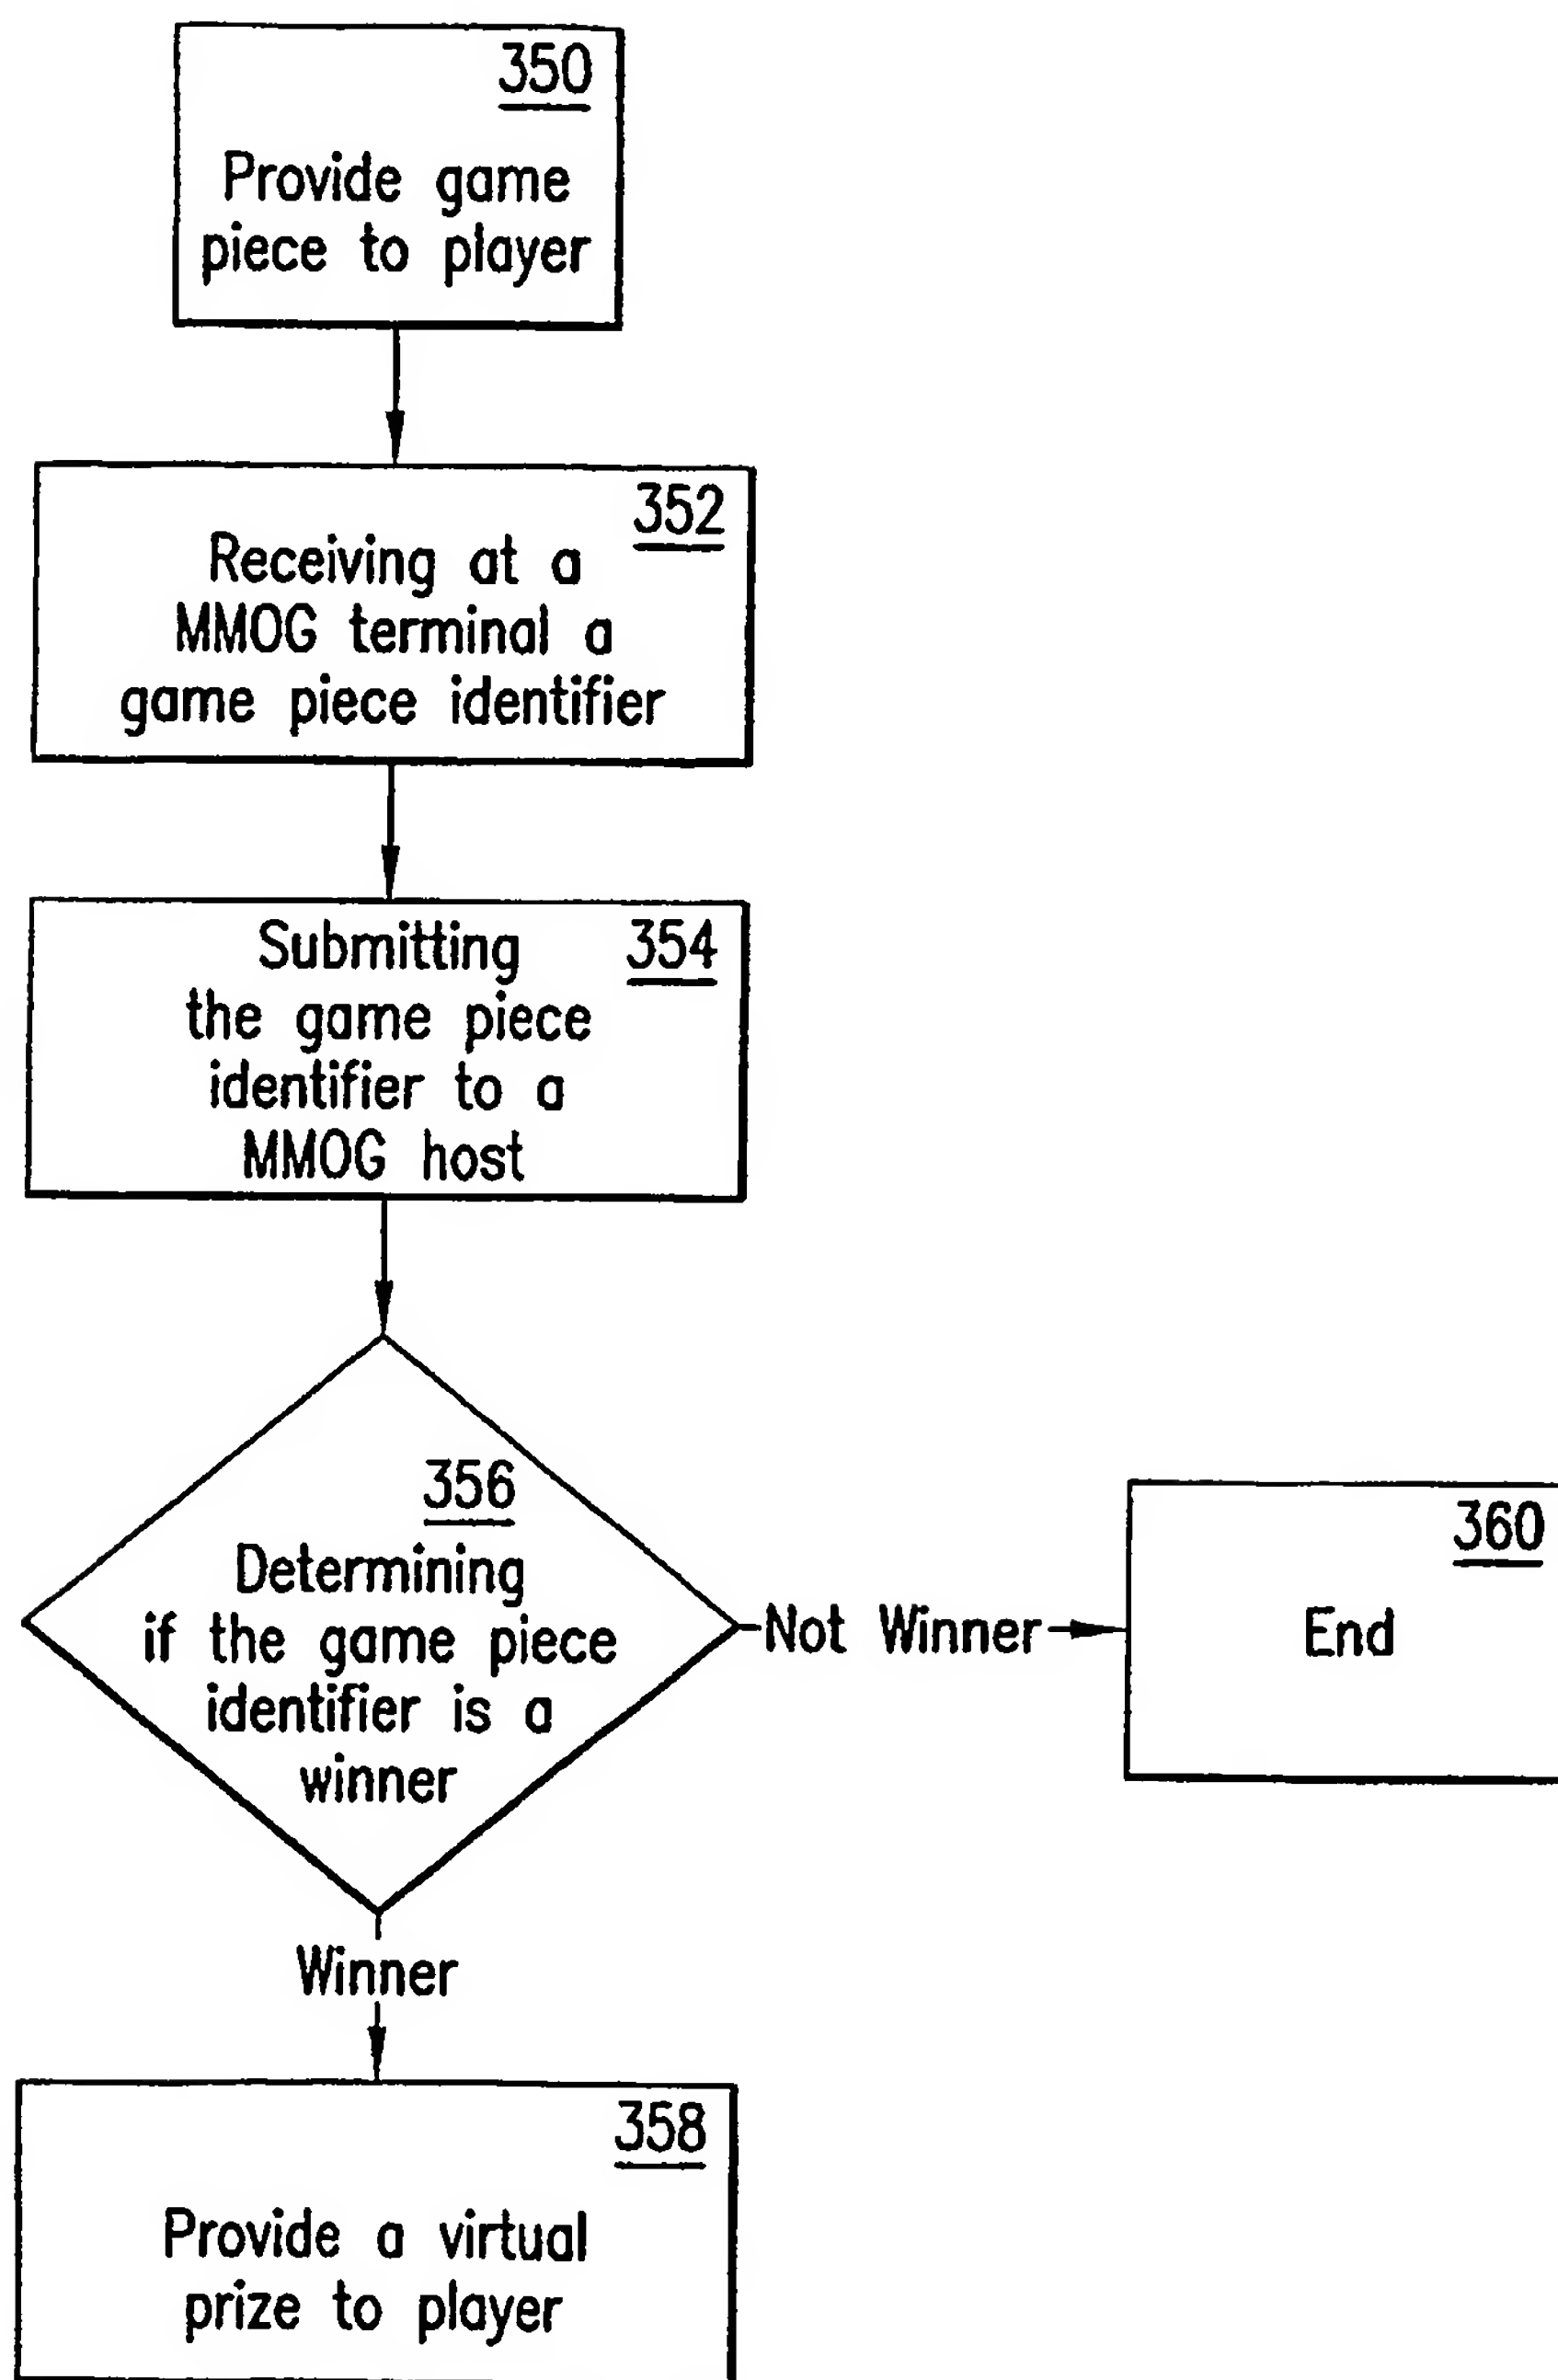 350
Provide game
piece to player
352
Receiving at a
MMOG terminal a
game piece identifier
Submitting 354
the game piece
identifier to a
MMOG host
356
Determining
if the game piece
identifier is a
winner
Not Winner
360
End
Winner
358
Provide a virtual
prize to player